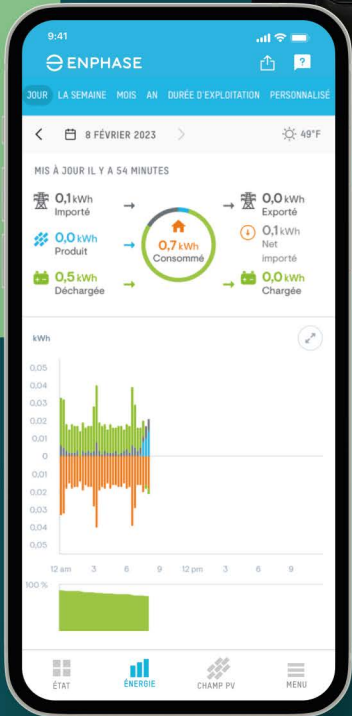 9:41
ENPHASE
?
JOUR LA SEMAINE MOIS AN DURÉE D'EXPLOITATION PERSONNALISÉ
8 FÉVRIER 2023 49°F
MIS À JOUR IL Y A 54 MINUTES
0,1 kWh
Importé
0,0 kWh
Exporté
0,0 kWh
Produit
0,7 kWh
Consommé
0,1 kWh
Net
importé
0,5 kWh
Déchargée
0,0 kWh
Chargée
kWh
0,05
0,04
0,03
0,02
0,01
0
0,01
0,02
0,03
0,04
0,05
12 am 3 6 9 12 pm 3 6 9
100 %
ÉTAT ÉNERGIE CHAMP PV MENU